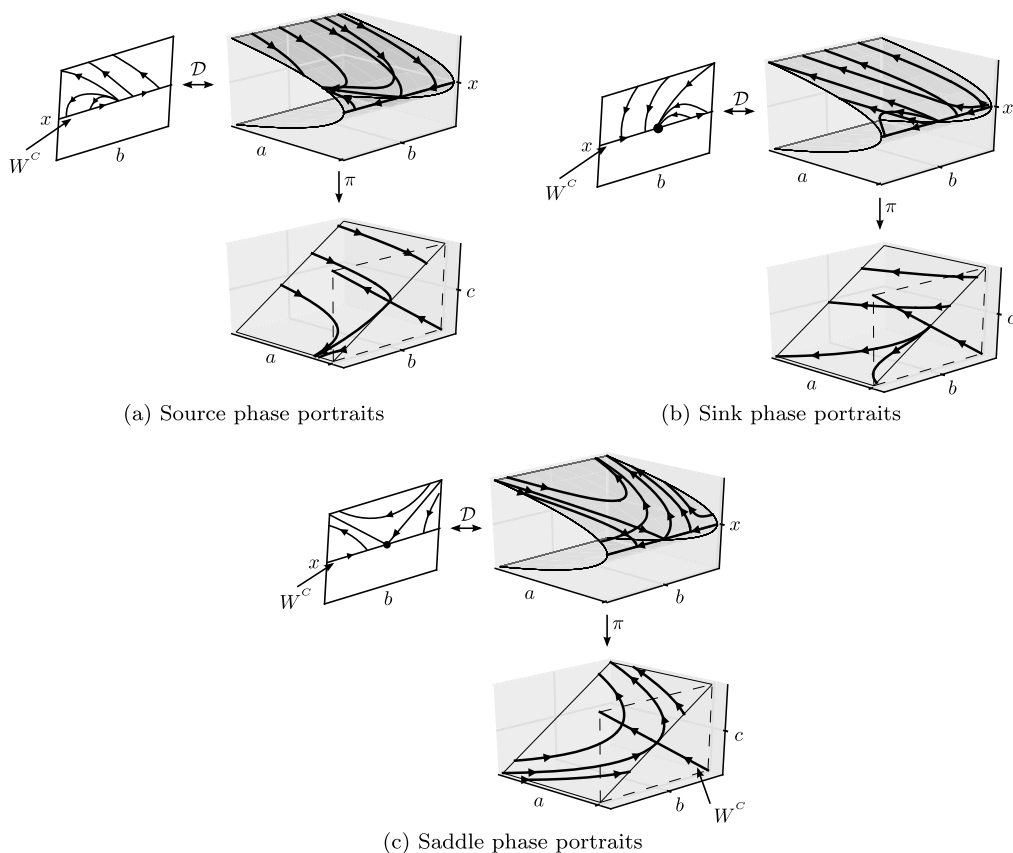 𝒟
x
x
W^C
b
a
b
π
c
a
b
(a) Source phase portraits
𝒟
x
x
W^C
b
a
b
π
c
a
b
(b) Sink phase portraits
𝒟
x
x
W^C
b
a
b
π
c
a
b
W^C
(c) Saddle phase portraits